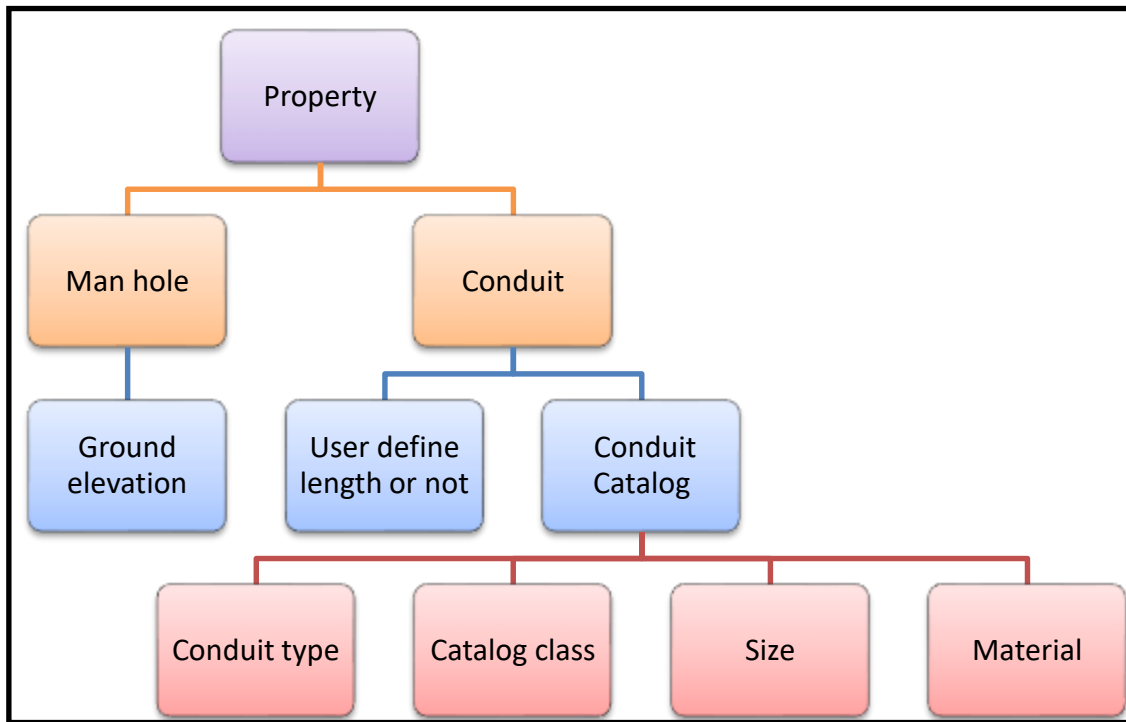 Property
Man hole
Conduit
Ground
elevation
User define
length or not
Conduit
Catalog
Conduit type
Catalog class
Size
Material